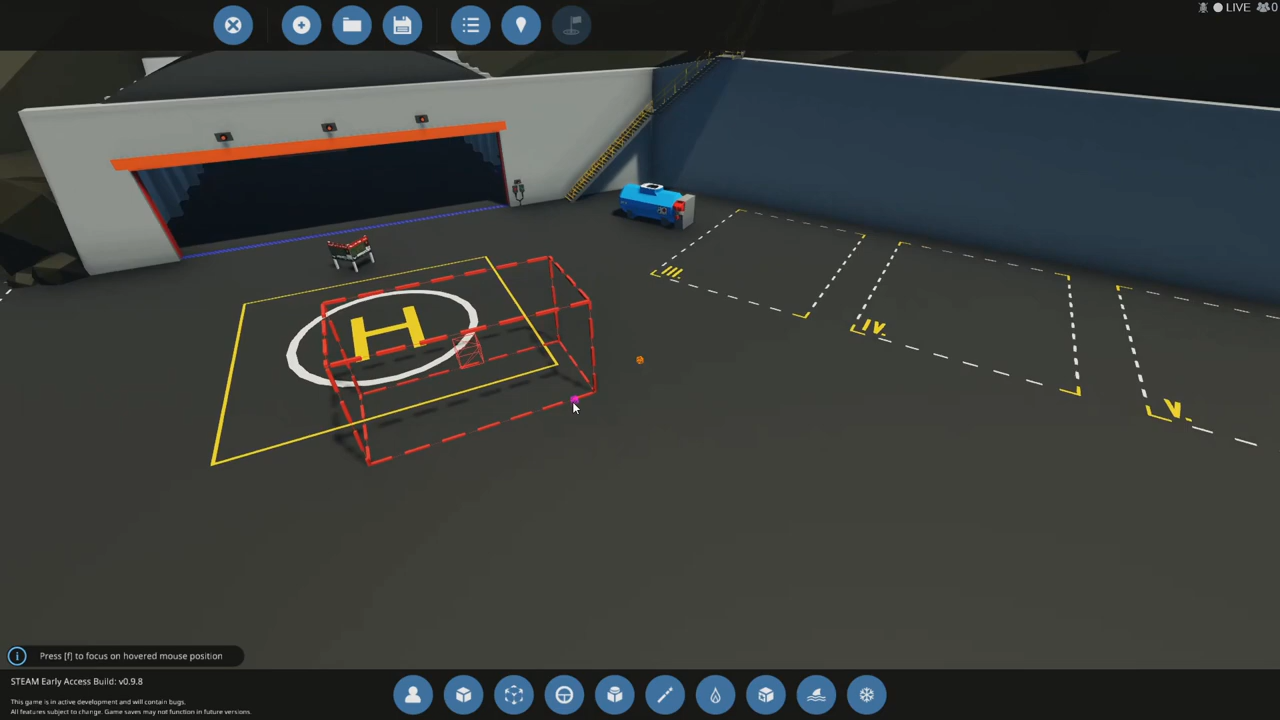 LIVE 0
H
III.
IV.
V.
Press [f] to focus on hovered mouse position
STEAM Early Access Build: v0.9.8
This game is in active development and will contain bugs.
All features subject to change. Game saves may not function in future versions.